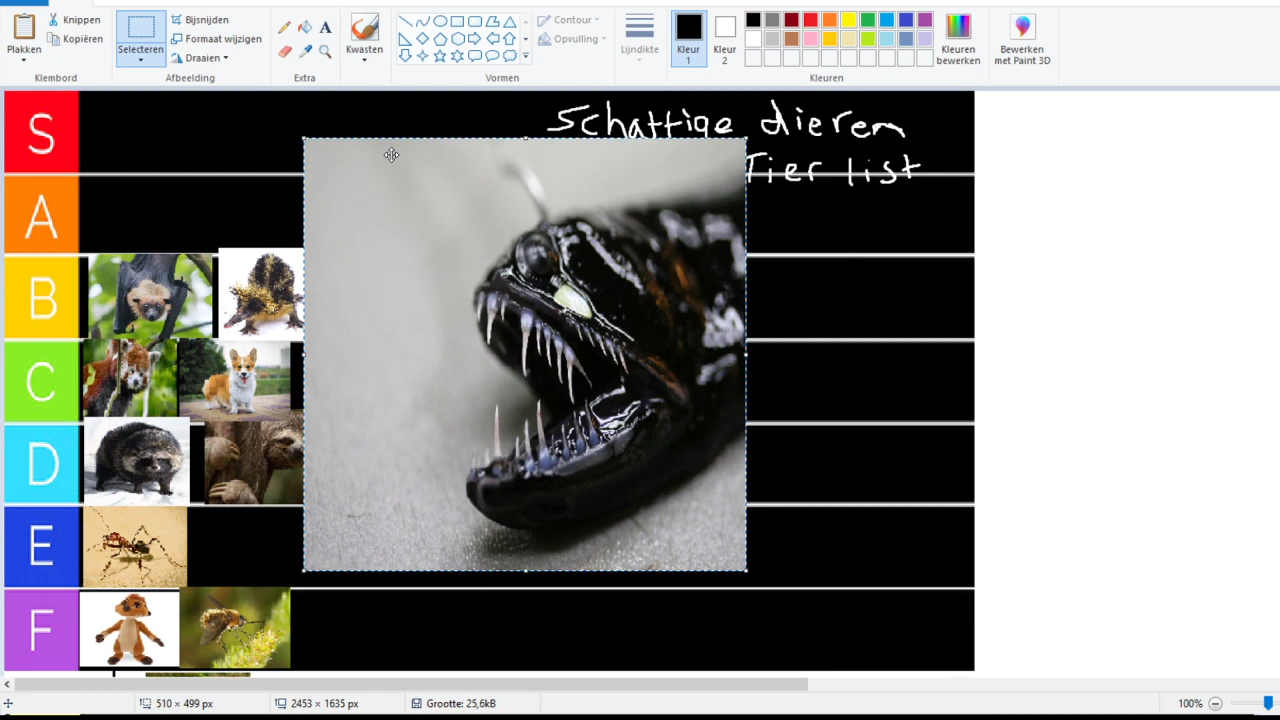 Plakken
Knippen
Kopiëren
Klembord
Selecteren
Bijsnijden
Formaat wijzigen
Draaien
Afbeelding
A
Extra
Kwasten
Contour
Opvulling
Vormen
Lijndikte
Kleur
1
Kleur
2
Kleuren
bewerken
Kleuren
Bewerken
met Paint 3D
Schattige dieren
Tier list
S
A
B
C
D
E
F
510 × 499 px
2453 × 1635 px
Grootte: 25,6kB
100%